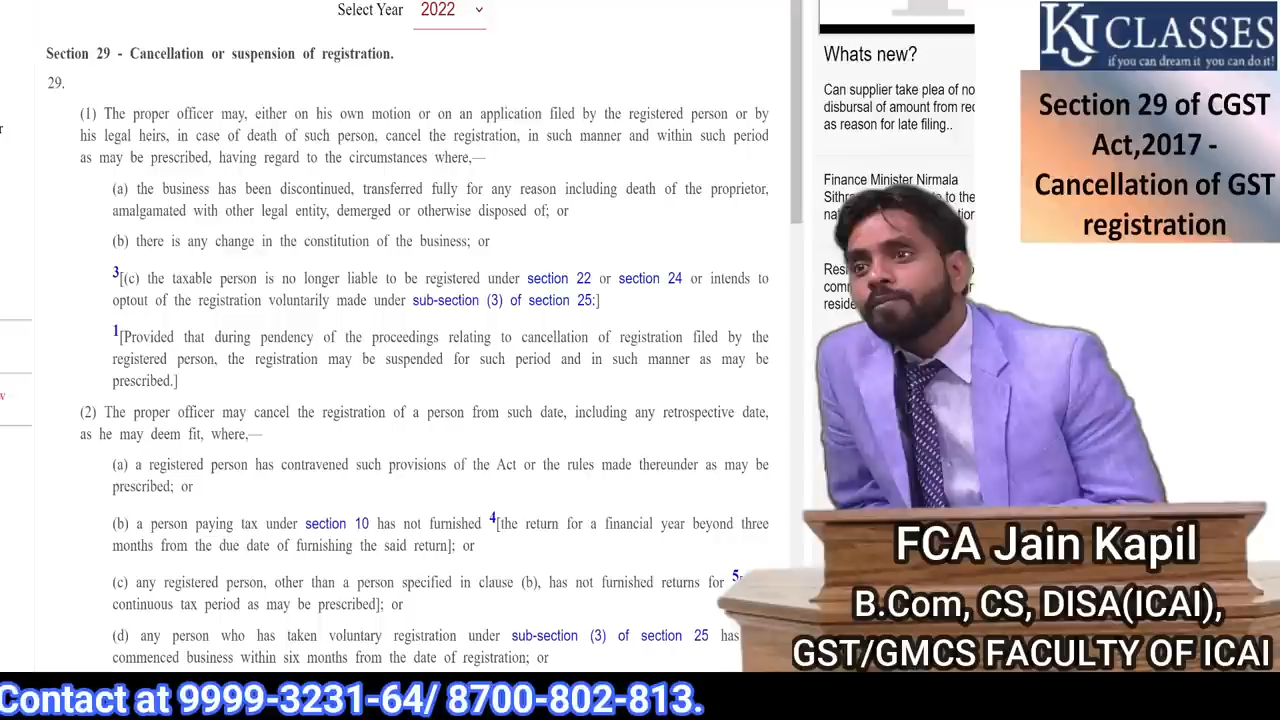 Select Year 2022
Section 29 - Cancellation or suspension of registration.
29.
(1) The proper officer may, either on his own motion or on an application filed by the registered person or by
his legal heirs, in case of death of such person, cancel the registration, in such manner and within such period
as may be prescribed, having regard to the circumstances where,—
(a) the business has been discontinued, transferred fully for any reason including death of the proprietor,
amalgamated with other legal entity, demerged or otherwise disposed of; or
(b) there is any change in the constitution of the business; or
3[(c) the taxable person is no longer liable to be registered under section 22 or section 24 or intends to
optout of the registration voluntarily made under sub-section (3) of section 25:]
1[Provided that during pendency of the proceedings relating to cancellation of registration filed by the
registered person, the registration may be suspended for such period and in such manner as may be
prescribed.]
(2) The proper officer may cancel the registration of a person from such date, including any retrospective date,
as he may deem fit, where,—
(a) a registered person has contravened such provisions of the Act or the rules made thereunder as may be
prescribed; or
(b) a person paying tax under section 10 has not furnished 4[the return for a financial year beyond three
months from the due date of furnishing the said return]; or
(c) any registered person, other than a person specified in clause (b), has not furnished returns for 5
continuous tax period as may be prescribed]; or
(d) any person who has taken voluntary registration under sub-section (3) of section 25 has
commenced business within six months from the date of registration; or
Whats new?
Can supplier take plea of no
disbursal of amount from rec
as reason for late filing..
Finance Minister Nirmala
to the
KJ CLASSES
if you can dream it you can do it!
Section 29 of CGST
Act,2017 -
Cancellation of GST
registration
FCA Jain Kapil
B.Com, CS, DISA(ICAI),
GST/GMCS FACULTY OF ICAI
Contact at 9999-3231-64/ 8700-802-813.